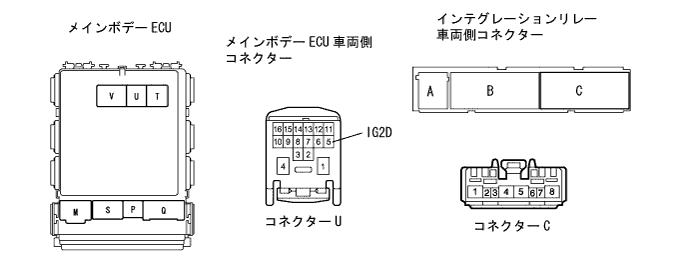 メインボデー ECU
V U T
M S P Q
メインボデー ECU 車両側
コネクター
16 15 14 13 12 11
10 9 8 7 6 5
3 2
4 1
IG2D
コネクター U
インテグレーションリレー
車両側コネクター
A B C
1 2 3 4 5 6 7 8
コネクター C